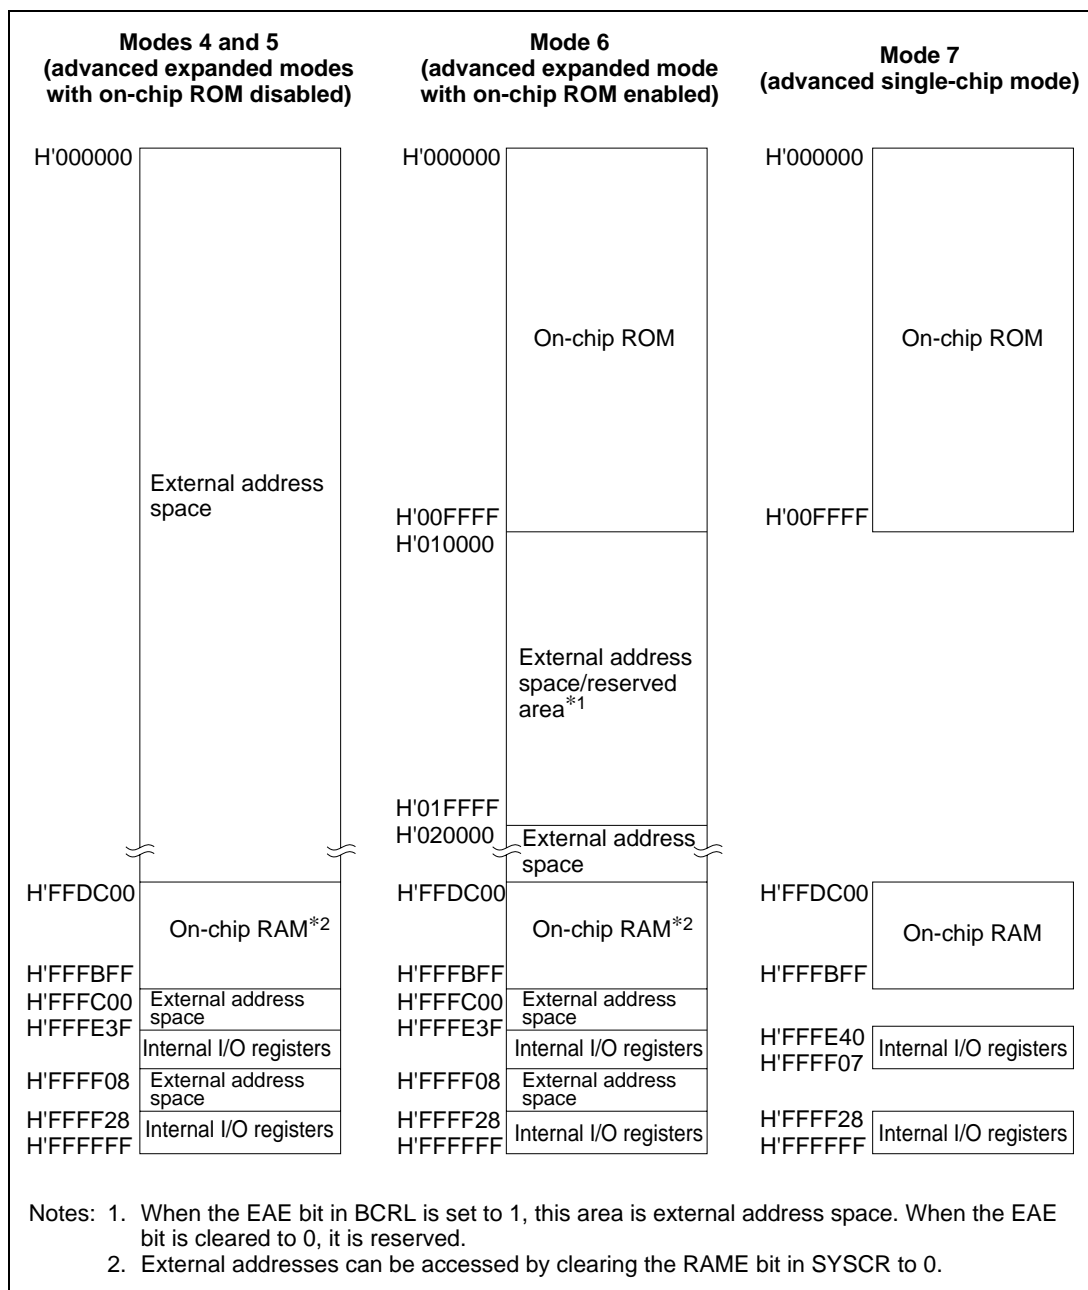 Modes 4 and 5
(advanced expanded modes
with on-chip ROM disabled)
H'000000
External address
space
H'FFDC00
On-chip RAM*2
H'FFFBFF
H'FFFC00
External address
space
H'FFFE3F
Internal I/O registers
H'FFFF08
External address
space
H'FFFF28
Internal I/O registers
H'FFFFFF
Mode 6
(advanced expanded mode
with on-chip ROM enabled)
H'000000
On-chip ROM
H'00FFFF
H'010000
External address
space/reserved
area*1
H'01FFFF
H'020000
External address
space
H'FFDC00
On-chip RAM*2
H'FFFBFF
H'FFFC00
External address
space
H'FFFE3F
Internal I/O registers
H'FFFF08
External address
space
H'FFFF28
Internal I/O registers
H'FFFFFF
Mode 7
(advanced single-chip mode)
H'000000
On-chip ROM
H'00FFFF
H'FFDC00
On-chip RAM
H'FFFBFF
H'FFFE40
Internal I/O registers
H'FFFF07
H'FFFF28
Internal I/O registers
H'FFFFFF
Notes: 1. When the EAE bit in BCRL is set to 1, this area is external address space. When the EAE
bit is cleared to 0, it is reserved.
2. External addresses can be accessed by clearing the RAME bit in SYSCR to 0.